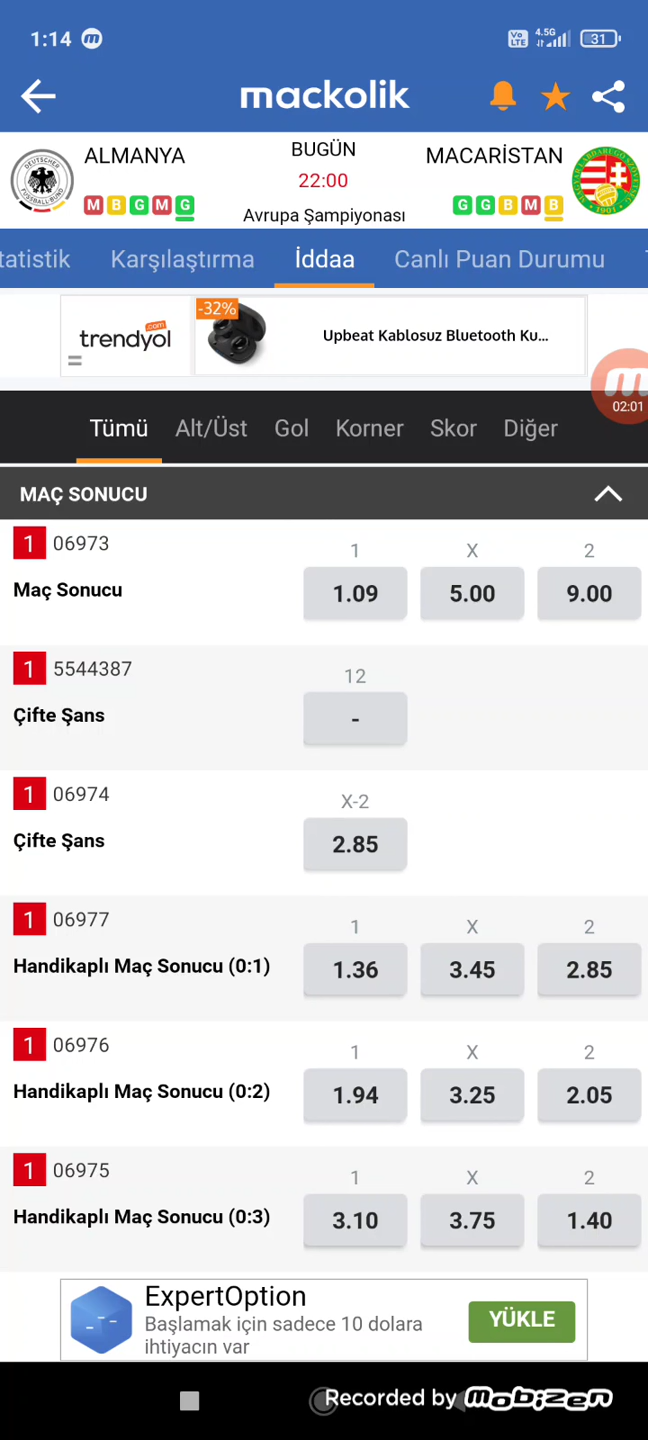 1:14 m Vo LTE 4.5G 31
mackolik
ALMANYA BUGÜN MACARİSTAN
22:00
M B G M G Avrupa Şampiyonası G G B M B
tatistik Karşılaştırma İddaa Canlı Puan Durumu
trendyol.com -32% Upbeat Kablosuz Bluetooth Ku...
m
02:01
Tümü Alt/Üst Gol Korner Skor Diğer
MAÇ SONUCU
1 06973 1 X 2
Maç Sonucu 1.09 5.00 9.00
1 5544387 12
Çifte Şans -
1 06974 X-2
Çifte Şans 2.85
1 06977 1 X 2
Handikaplı Maç Sonucu (0:1) 1.36 3.45 2.85
1 06976 1 X 2
Handikaplı Maç Sonucu (0:2) 1.94 3.25 2.05
1 06975 1 X 2
Handikaplı Maç Sonucu (0:3) 3.10 3.75 1.40
ExpertOption
Başlamak için sadece 10 dolara
ihtiyacın var
YÜKLE
Recorded by mobizen